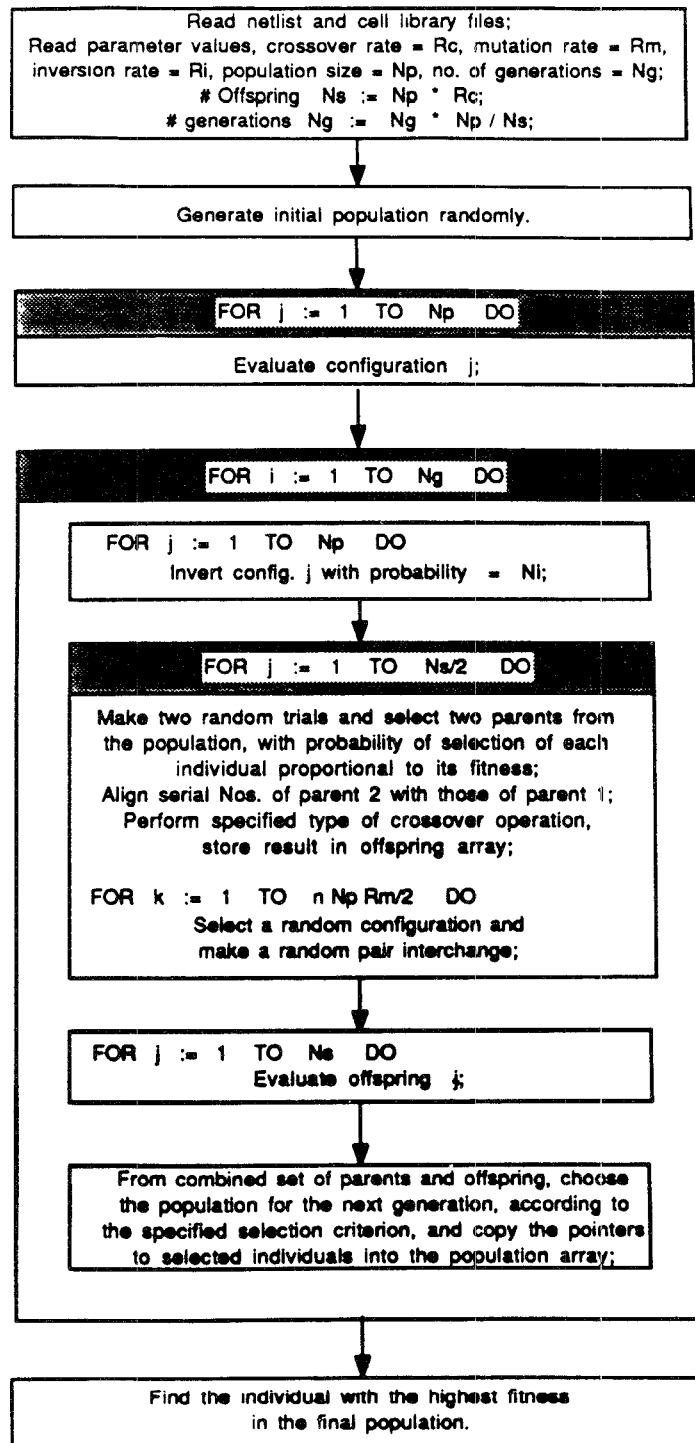 Read netlist and cell library files;
Read parameter values, crossover rate = Rc, mutation rate = Rm,
inversion rate = Ri, population size = Np, no. of generations = Ng;
# Offspring Ns := Np * Rc;
# generations Ng := Ng * Np / Ns;
Generate initial population randomly.
FOR j := 1 TO Np DO
Evaluate configuration j;
FOR i := 1 TO Ng DO
FOR j := 1 TO Np DO
Invert config. j with probability = Ni;
FOR j := 1 TO Ns/2 DO
Make two random trials and select two parents from
the population, with probability of selection of each
individual proportional to its fitness;
Align serial Nos. of parent 2 with those of parent 1;
Perform specified type of crossover operation,
store result in offspring array;
FOR k := 1 TO n Np Rm/2 DO
Select a random configuration and
make a random pair interchange;
FOR j := 1 TO Ns DO
Evaluate offspring j;
From combined set of parents and offspring, choose
the population for the next generation, according to
the specified selection criterion, and copy the pointers
to selected individuals into the population array;
Find the individual with the highest fitness
in the final population.